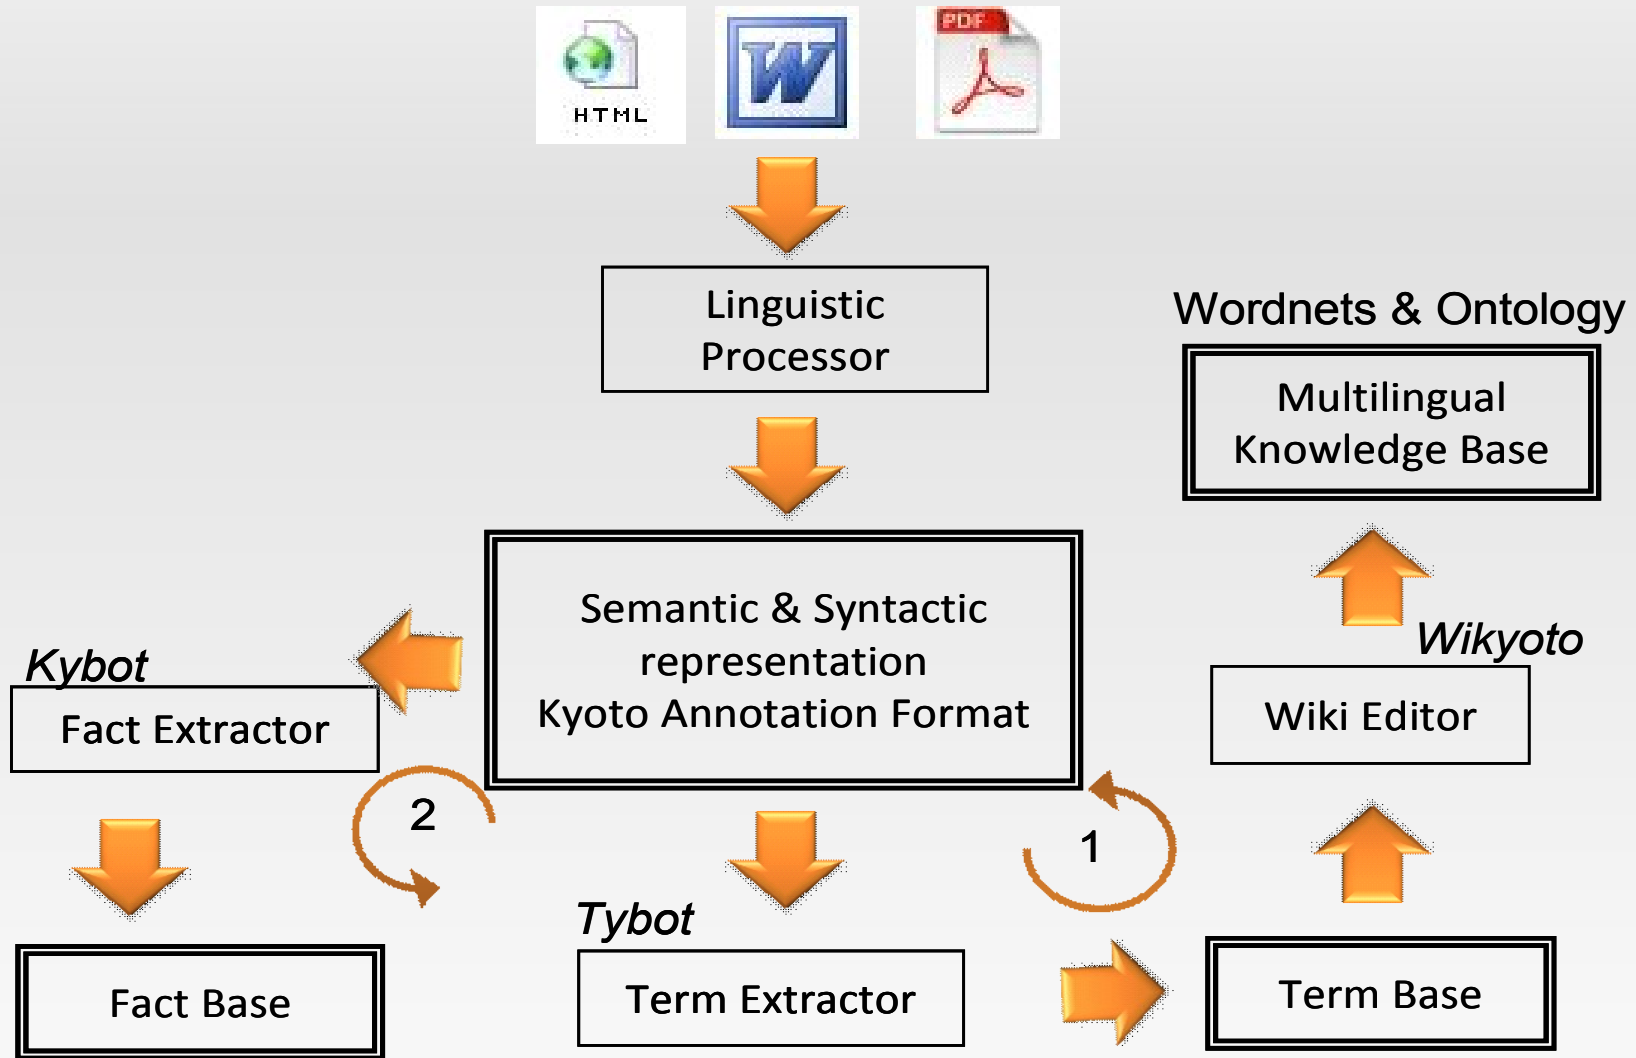 HTML
W
PDF
Linguistic
Processor
Wordnets & Ontology
Multilingual
Knowledge Base
Semantic & Syntactic
representation
Kyoto Annotation Format
Kybot
Fact Extractor
Wikyoto
Wiki Editor
2
1
Tybot
Term Extractor
Fact Base
Term Base